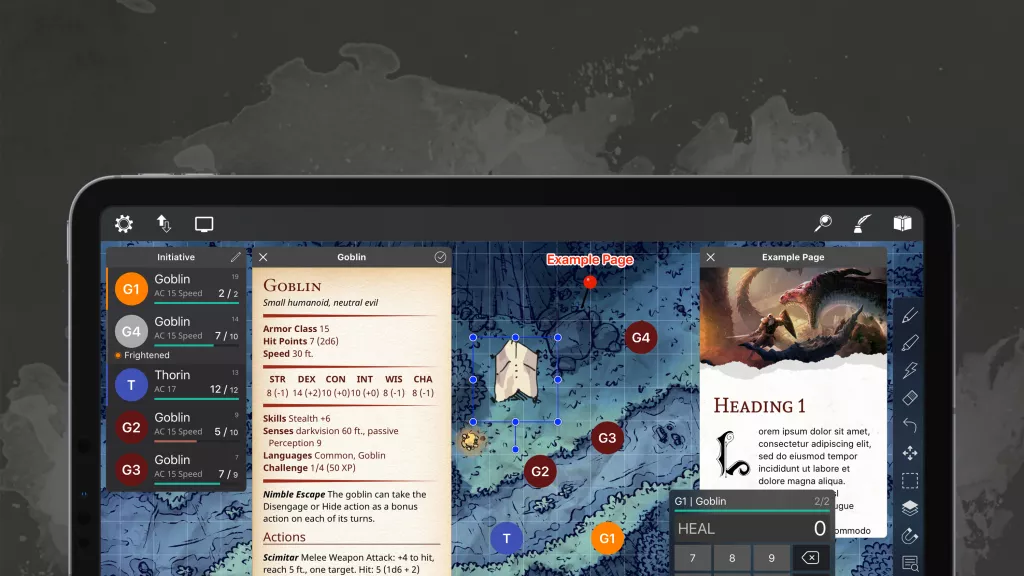 Initiative
G1
Goblin
19
AC 15 Speed
2 / 2
G4
Goblin
14
AC 15 Speed
7 / 10
Frightened
T
Thorin
13
AC 17
12 / 12
G2
Goblin
9
AC 15 Speed
5 / 10
G3
Goblin
7
AC 15 Speed
7 / 9
Goblin
GOBLIN
Small humanoid, neutral evil
Armor Class 15
Hit Points 7 (2d6)
Speed 30 ft.
STR DEX CON INT WIS CHA
8 (-1) 14 (+2) 10 (+0) 10 (+0) 8 (-1) 8 (-1)
Skills Stealth +6
Senses darkvision 60 ft., passive
Perception 9
Languages Common, Goblin
Challenge 1/4 (50 XP)
Nimble Escape The goblin can take the
Disengage or Hide action as a bonus
action on each of its turns.
Actions
Scimitar Melee Weapon Attack: +4 to hit,
reach 5 ft., one target. Hit: 5 (1d6 + 2)
Example Page
G4
G3
G2
T
G1
Example Page
HEADING 1
Lorem ipsum dolor sit amet,
consectetur adipiscing elit,
sed do eiusmod tempor
incididunt ut labore et
dolore magna aliqua.
G1 | Goblin
2/2
HEAL
0
7
8
9